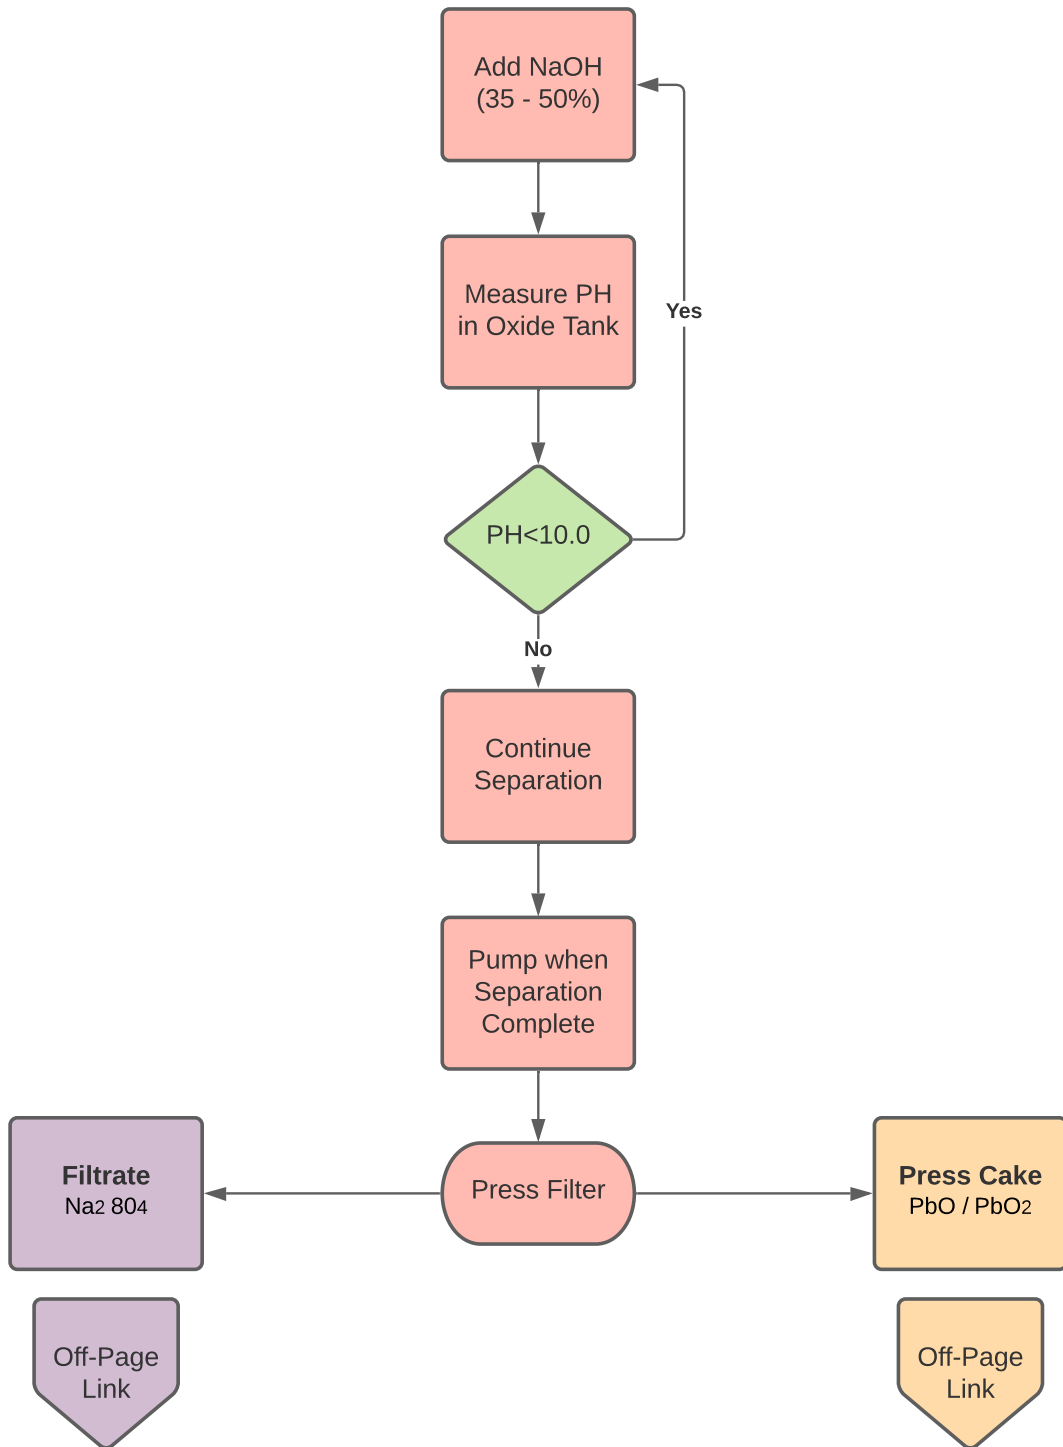 Add NaOH
(35 - 50%)
Measure PH
in Oxide Tank
Yes
PH<10.0
No
Continue
Separation
Pump when
Separation
Complete
Filtrate
Na2 804
Press Filter
Press Cake
PbO / PbO2
Off-Page
Link
Off-Page
Link